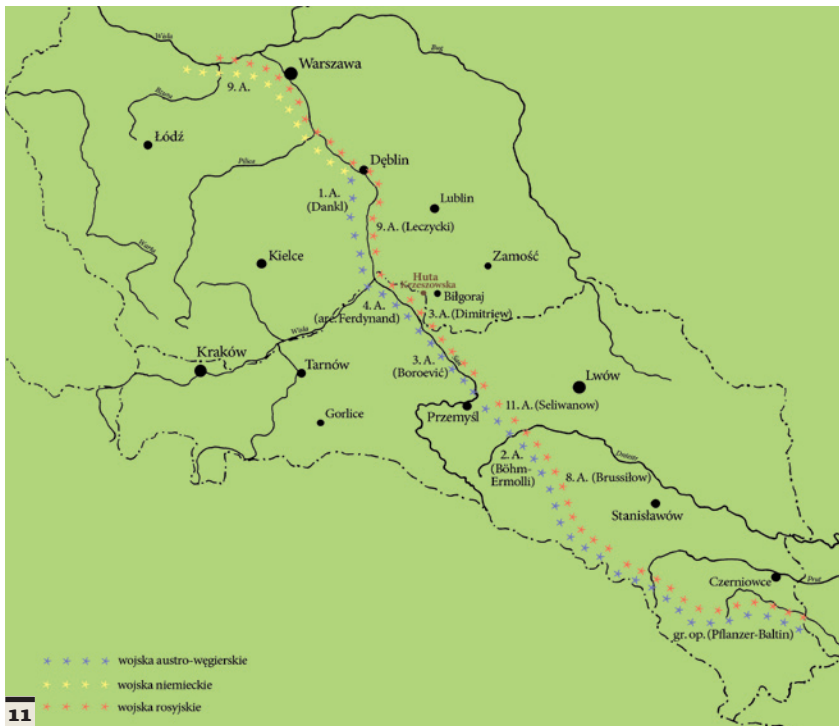 Wisła
Bug
Warszawa
9. A.
Bzura
Łódź
Pilica
Dęblin
1. A.
(Dankl)
Lublin
9. A. (Leczycki)
Warta
Kielce
Zamość
Huta
Krzeszowska
Biłgoraj
4. A.
(arc. Ferdynand)
3. A. (Dimitriew)
Wisła
3. A.
(Boroević)
San
Kraków
Tarnów
Lwów
Gorlice
Przemyśl
11. A. (Seliwanow)
2. A.
(Böhm-
Ermolli)
Dniestr
8. A. (Brussiłow)
Stanisławów
Czerniowce
Prut
gr. op. (Pflanzer-Baltin)
wojska austro-węgierskie
wojska niemieckie
wojska rosyjskie
11